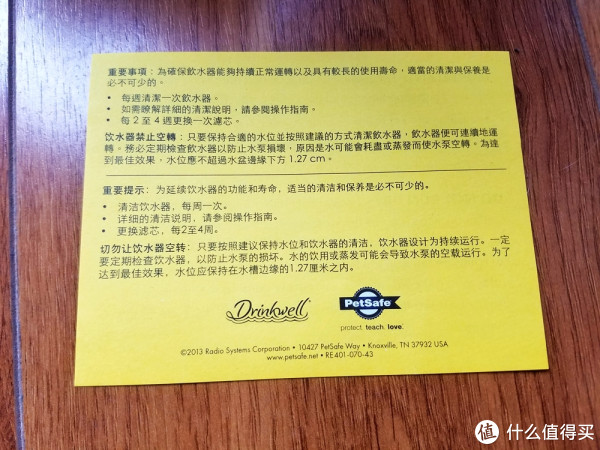 重要事項：為確保飲水器能夠持續正常運轉以及具有較長的使用壽命，適當的清潔與保養是
必不可少的。
• 每週清潔一次飲水器。
• 如需瞭解詳細的清潔說明，請參閱操作指南。
• 每 2 至 4 週更換一次濾芯。
饮水器禁止空轉：只要保持合適的水位並按照建議的方式清潔飲水器，飲水器便可連續地運
轉。務必定期檢查飲水器以防止水泵損壞，原因是水可能會耗盡或蒸發而使水泵空轉。為達
到最佳效果，水位應不超過水盆邊緣下方 1.27 cm。
重要提示：为延续饮水器的功能和寿命，适当的清洁和保养是必不可少的。
• 清洁饮水器，每周一次。
• 详细的清洁说明，请参阅操作指南。
• 更换滤芯，每2至4周。
切勿让饮水器空转：只要按照建议保持水位和饮水器的清洁，饮水器设计为持续运行。一定
要定期检查饮水器，以防止水泵的损坏。水的饮用或蒸发可能会导致水泵的空载运行。为了
达到最佳效果，水位应保持在水槽边缘的1.27厘米之内。
Drinkwell
PetSafe
protect. teach. love.
©2013 Radio Systems Corporation • 10427 PetSafe Way • Knoxville, TN 37932 USA
www.petsafe.net • RE401-070-43
值 什么值得买